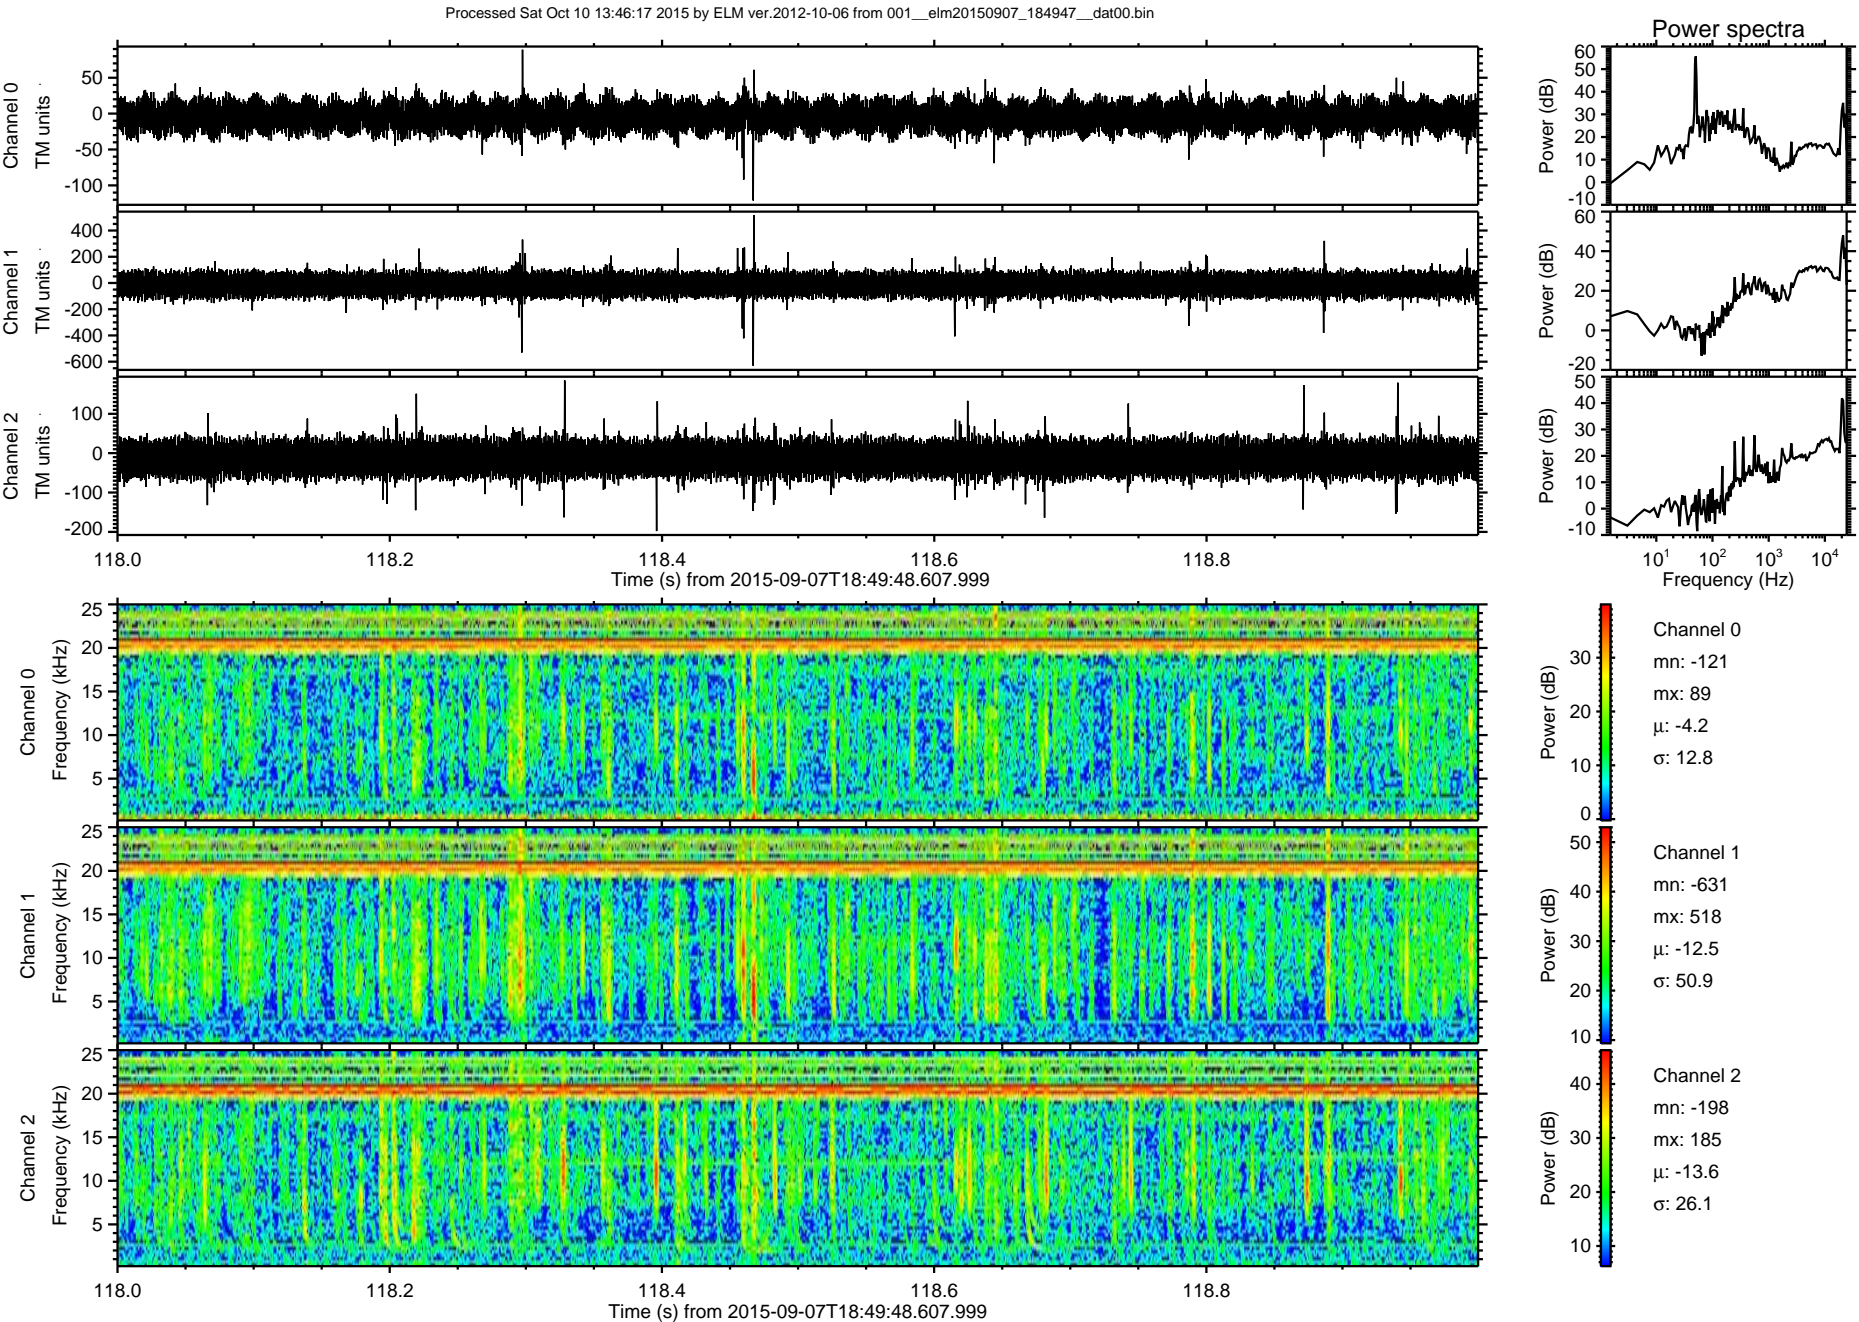 Processed Sat Oct 10 13:46:17 2015 by ELM ver.2012-10-06 from 001__elm20150907_184947__dat00.bin
Power spectra
Channel 0
TM units
50
0
-50
-100
Power (dB)
60
50
40
30
20
10
0
-10
Channel 1
TM units
400
200
0
-200
-400
-600
Power (dB)
60
40
20
0
-20
Channel 2
TM units
100
0
-100
-200
Power (dB)
50
40
30
20
10
0
-10
118.0 118.2 118.4 118.6 118.8
Time (s) from 2015-09-07T18:49:48.607.999
10¹ 10² 10³ 10⁴
Frequency (Hz)
Channel 0
Frequency (kHz)
25
20
15
10
5
Power (dB)
30
20
10
0
Channel 0
mn: -121
mx: 89
μ: -4.2
σ: 12.8
Channel 1
Frequency (kHz)
25
20
15
10
5
Power (dB)
50
40
30
20
10
Channel 1
mn: -631
mx: 518
μ: -12.5
σ: 50.9
Channel 2
Frequency (kHz)
25
20
15
10
5
Power (dB)
40
30
20
10
Channel 2
mn: -198
mx: 185
μ: -13.6
σ: 26.1
118.0 118.2 118.4 118.6 118.8
Time (s) from 2015-09-07T18:49:48.607.999